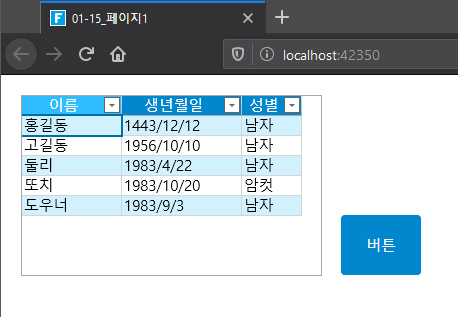 F 01-15_페이지1
localhost:42350
이름 생년월일 성별
홍길동 1443/12/12 남자
고길동 1956/10/10 남자
둘리 1983/4/22 남자
또치 1983/10/20 암컷
도우너 1983/9/3 남자
버튼